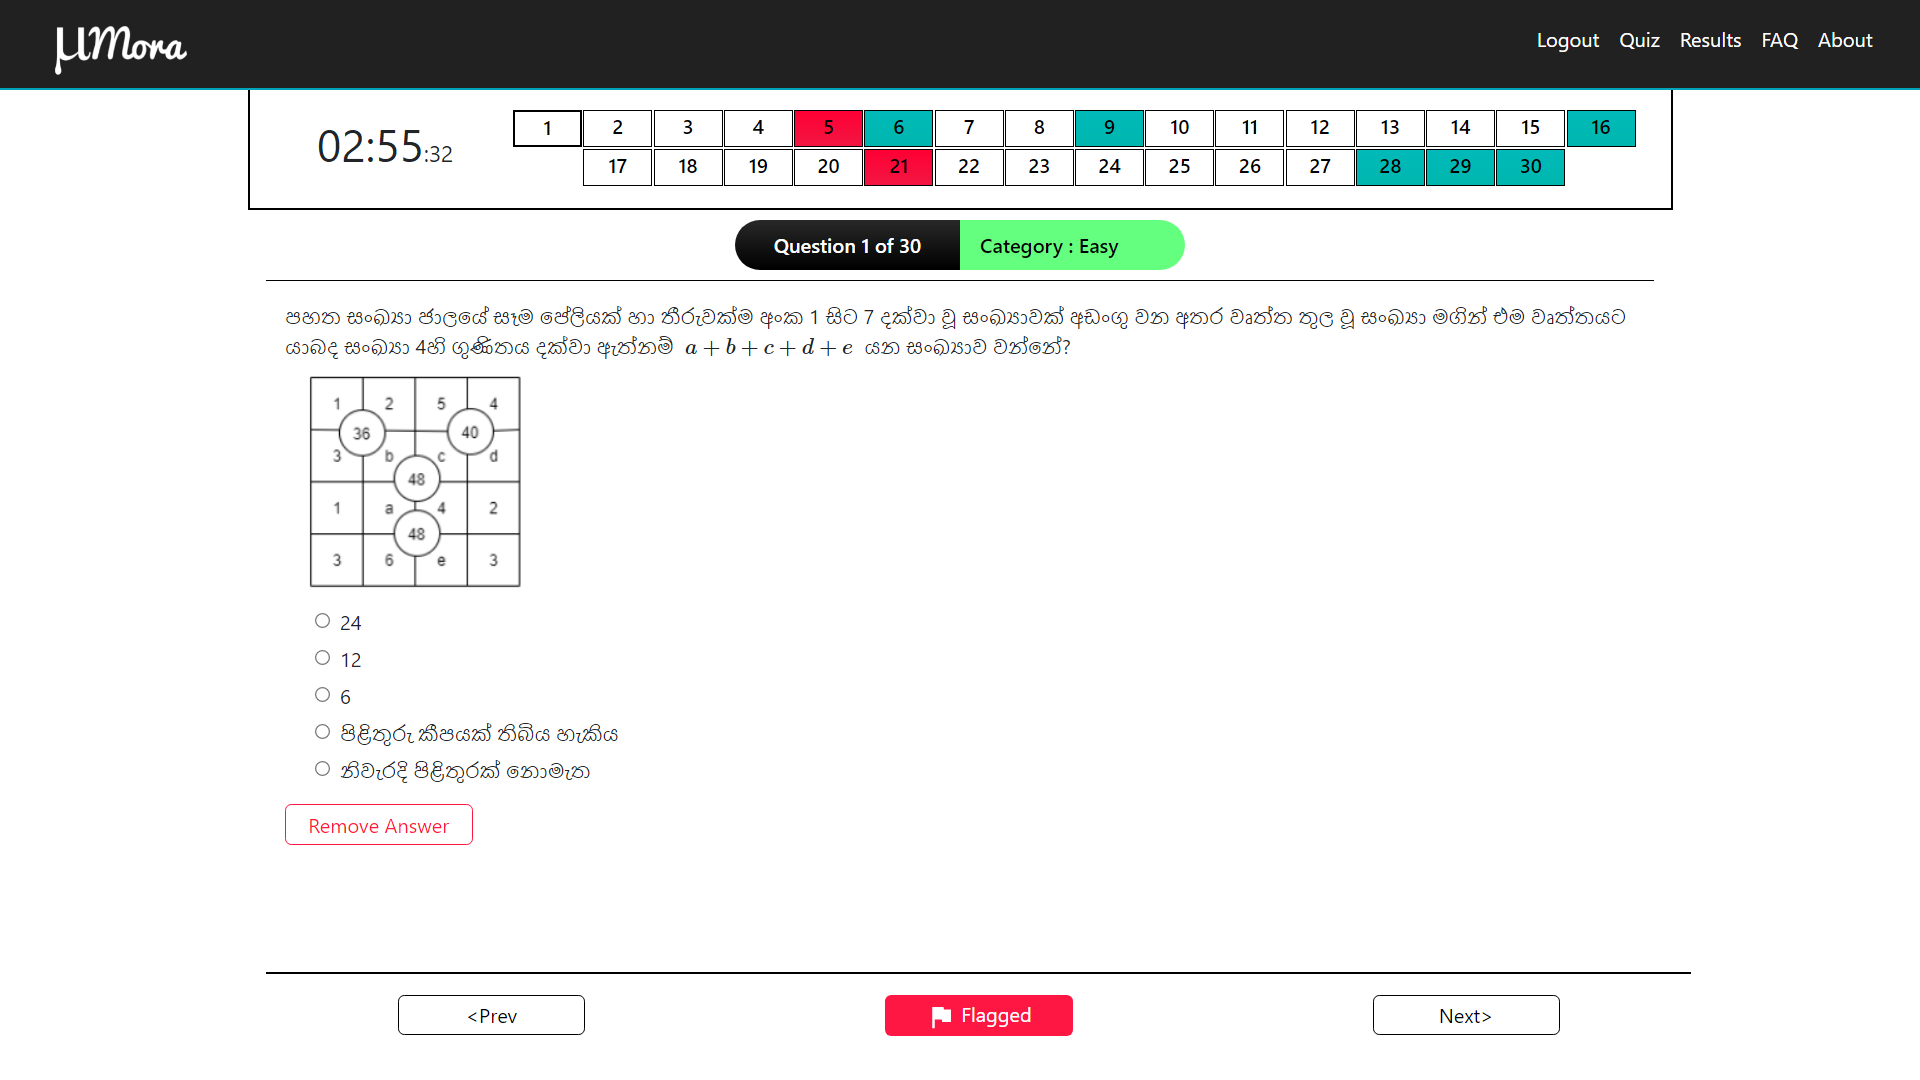 μMora
Logout Quiz Results FAQ About
02:55:32
1 2 3 4 5 6 7 8 9 10 11 12 13 14 15 16
17 18 19 20 21 22 23 24 25 26 27 28 29 30
Question 1 of 30 Category : Easy
පහත සංඛ්‍යා ජාලයේ සෑම පේලියක් හා තීරුවක්ම අංක 1 සිට 7 දක්වා වූ සංඛ්‍යාවක් අඩංගු වන අතර වෘත්ත තුල වූ සංඛ්‍යා මගින් එම වෘත්තයට
යාබද සංඛ්‍යා 4හි ගුණිතය දක්වා ඇත්නම් a + b + c + d + e යන සංඛ්‍යාව වන්නේ?
1 2 5 4
36 40
3 b c d
48
1 a 4 2
48
3 6 e 3
24
12
6
පිළිතුරු කීපයක් තිබිය හැකිය
නිවැරදි පිළිතුරක් නොමැත
Remove Answer
<Prev Flagged Next>